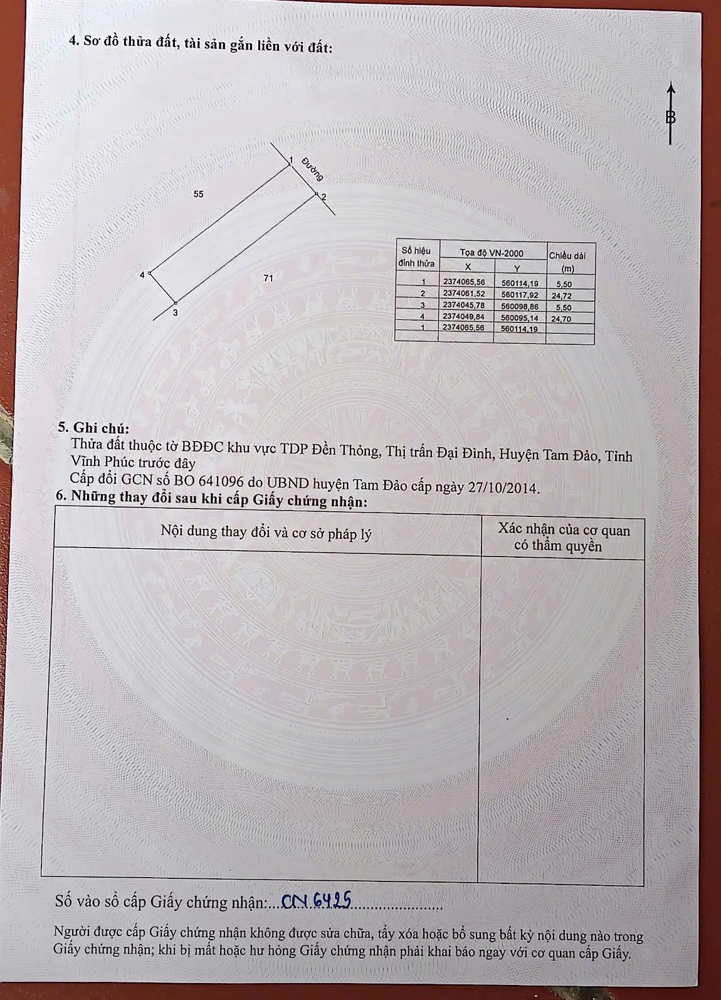 4. Sơ đồ thửa đất, tài sản gắn liền với đất:
B
1 Đường
2
55
4
71
3
Số hiệu đỉnh thửa Tọa độ VN-2000 Chiều dài (m)
X Y
1 2374065,56 560114,19 5,50
2 2374061,52 560117,92 24,72
3 2374045,78 560098,86 5,50
4 2374049,84 560095,14 24,70
1 2374065,56 560114,19
5. Ghi chú:
Thửa đất thuộc tờ BĐĐC khu vực TDP Đền Thỏng, Thị trấn Đại Đình, Huyện Tam Đảo, Tỉnh
Vĩnh Phúc trước đây
Cấp đổi GCN số BO 641096 do UBND huyện Tam Đảo cấp ngày 27/10/2014.
6. Những thay đổi sau khi cấp Giấy chứng nhận:
Nội dung thay đổi và cơ sở pháp lý
Xác nhận của cơ quan
có thẩm quyền
Số vào sổ cấp Giấy chứng nhận:...CN 6425....................
Người được cấp Giấy chứng nhận không được sửa chữa, tẩy xóa hoặc bổ sung bất kỳ nội dung nào trong
Giấy chứng nhận; khi bị mất hoặc hư hỏng Giấy chứng nhận phải khai báo ngay với cơ quan cấp Giấy.